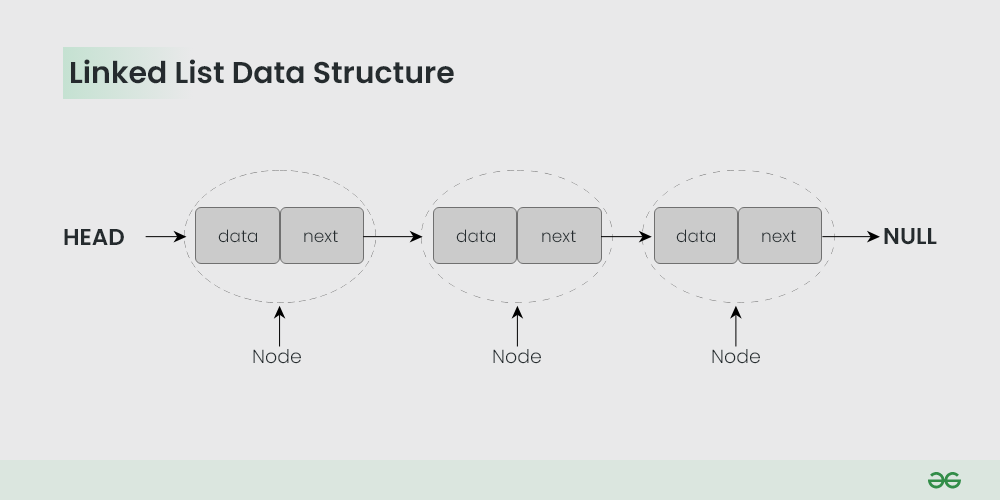 Linked List Data Structure
HEAD data next data next data next NULL
Node Node Node